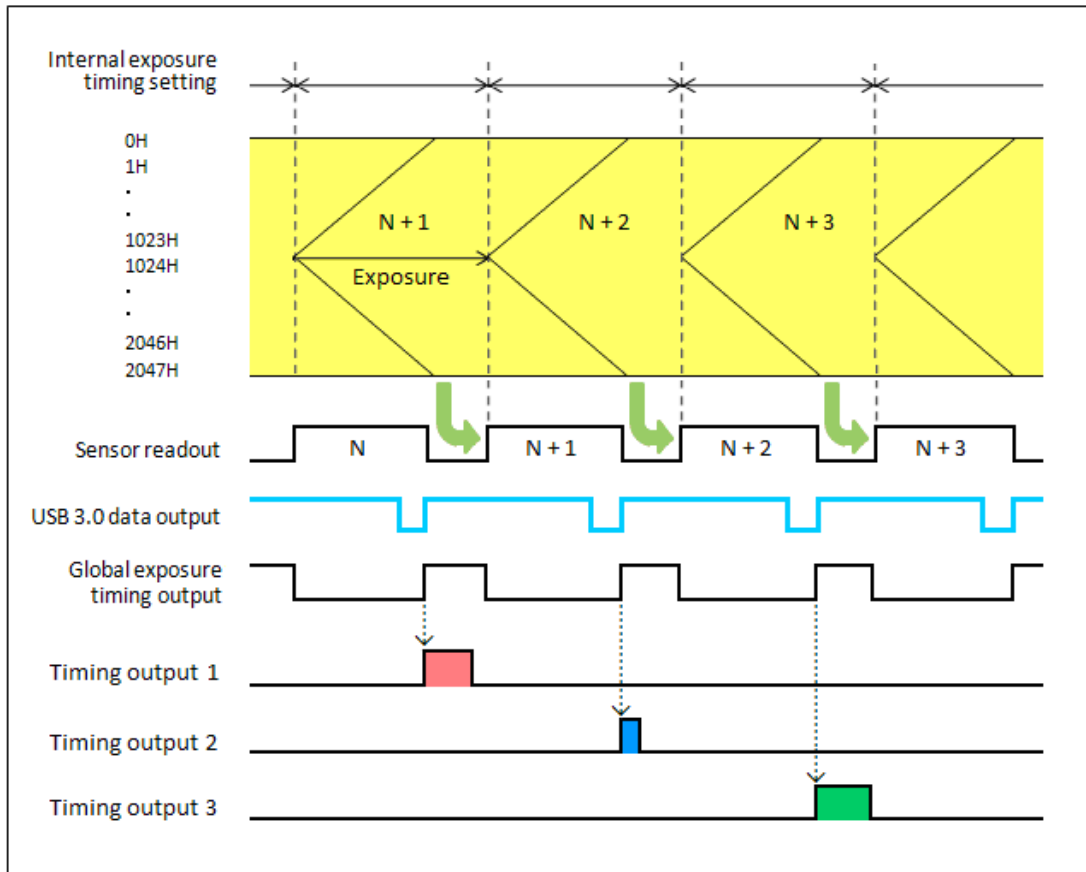 Internal exposure
timing setting
0H
1H
.
.
1023H
1024H
.
.
2046H
2047H
N + 1
N + 2
N + 3
Exposure
Sensor readout
N
N + 1
N + 2
N + 3
USB 3.0 data output
Global exposure
timing output
Timing output 1
Timing output 2
Timing output 3